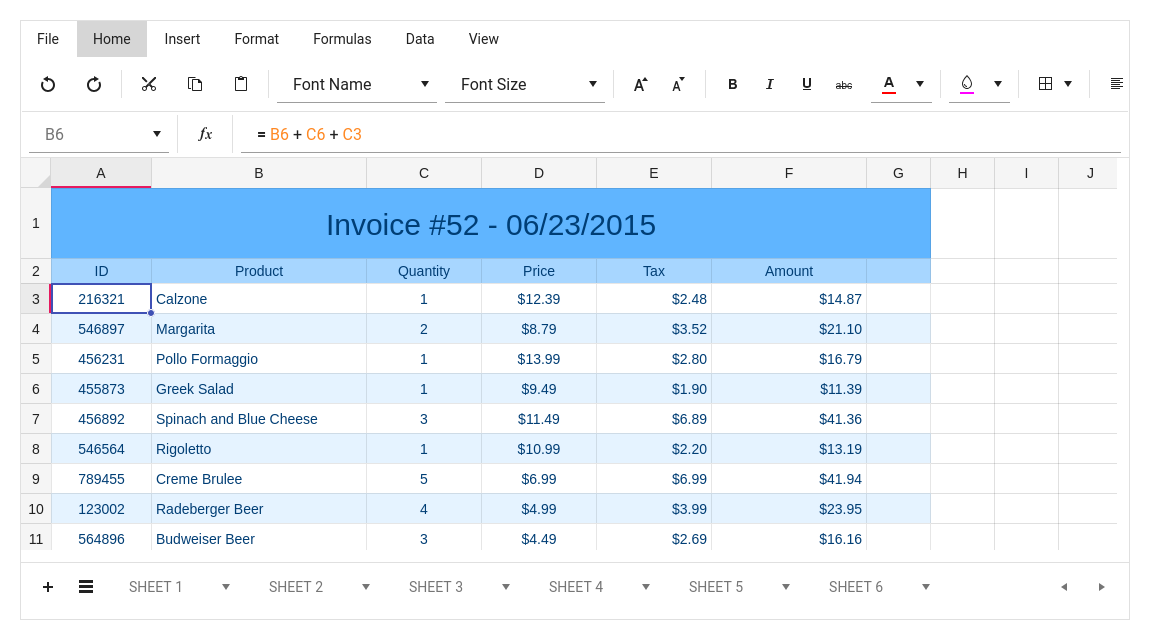 File Home Insert Format Formulas Data View
Font Name Font Size A A B I U abc A
B6 fx = B6 + C6 + C3
A B C D E F G H I J
1 Invoice #52 - 06/23/2015
2 ID Product Quantity Price Tax Amount
3 216321 Calzone 1 $12.39 $2.48 $14.87
4 546897 Margarita 2 $8.79 $3.52 $21.10
5 456231 Pollo Formaggio 1 $13.99 $2.80 $16.79
6 455873 Greek Salad 1 $9.49 $1.90 $11.39
7 456892 Spinach and Blue Cheese 3 $11.49 $6.89 $41.36
8 546564 Rigoletto 1 $10.99 $2.20 $13.19
9 789455 Creme Brulee 5 $6.99 $6.99 $41.94
10 123002 Radeberger Beer 4 $4.99 $3.99 $23.95
11 564896 Budweiser Beer 3 $4.49 $2.69 $16.16
SHEET 1 SHEET 2 SHEET 3 SHEET 4 SHEET 5 SHEET 6